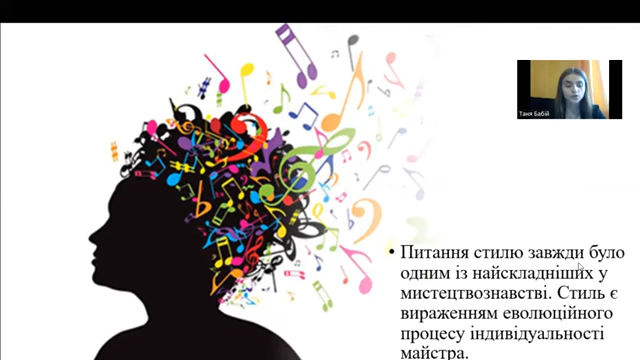 Таня Бабій
• Питання стилю завжди було
одним із найскладніших у
мистецтвознавстві. Стиль є
вираженням еволюційного
процесу індивідуальності
майстра.